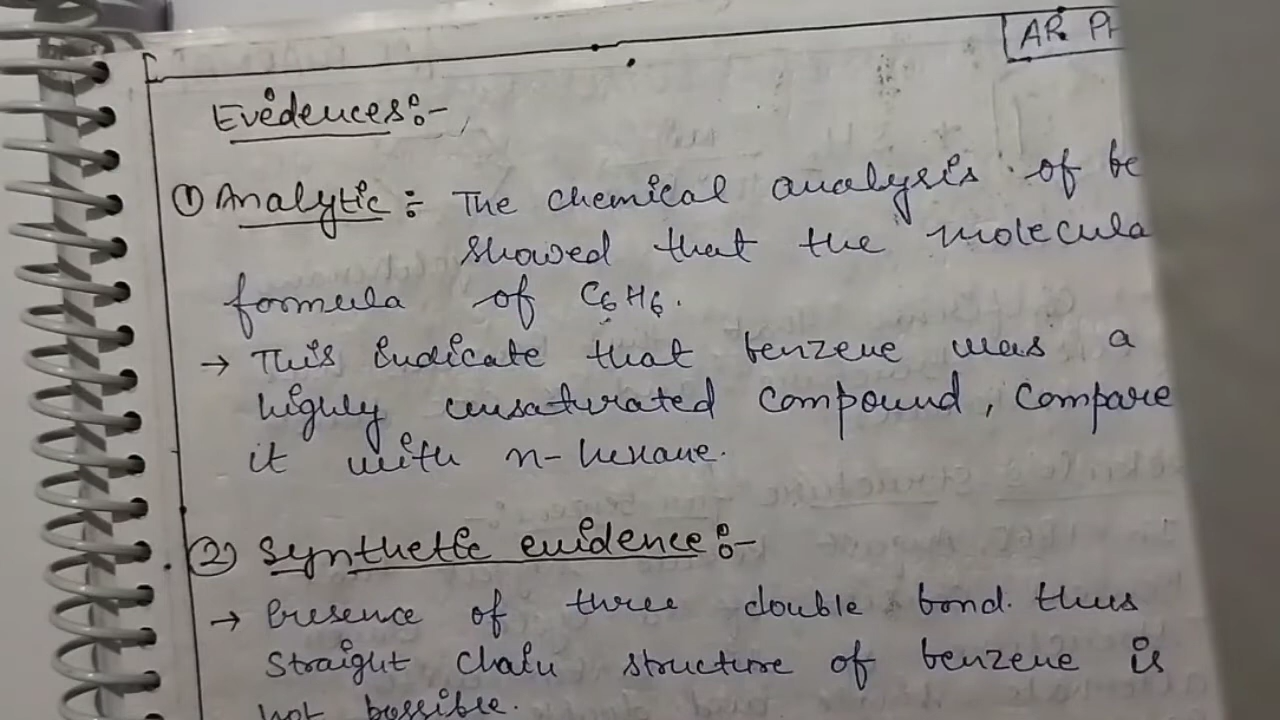 AR PH
Evidences:-
① Analytic :- The chemical analysis of be
showed that the molecula
formula of C6H6.
→ This indicate that benzene was a
highly unsaturated compound, compare
it with n-hexane.
② Synthetic evidence :-
→ Presence of three double bond. thus
straight chain structure of benzene is
not possible.